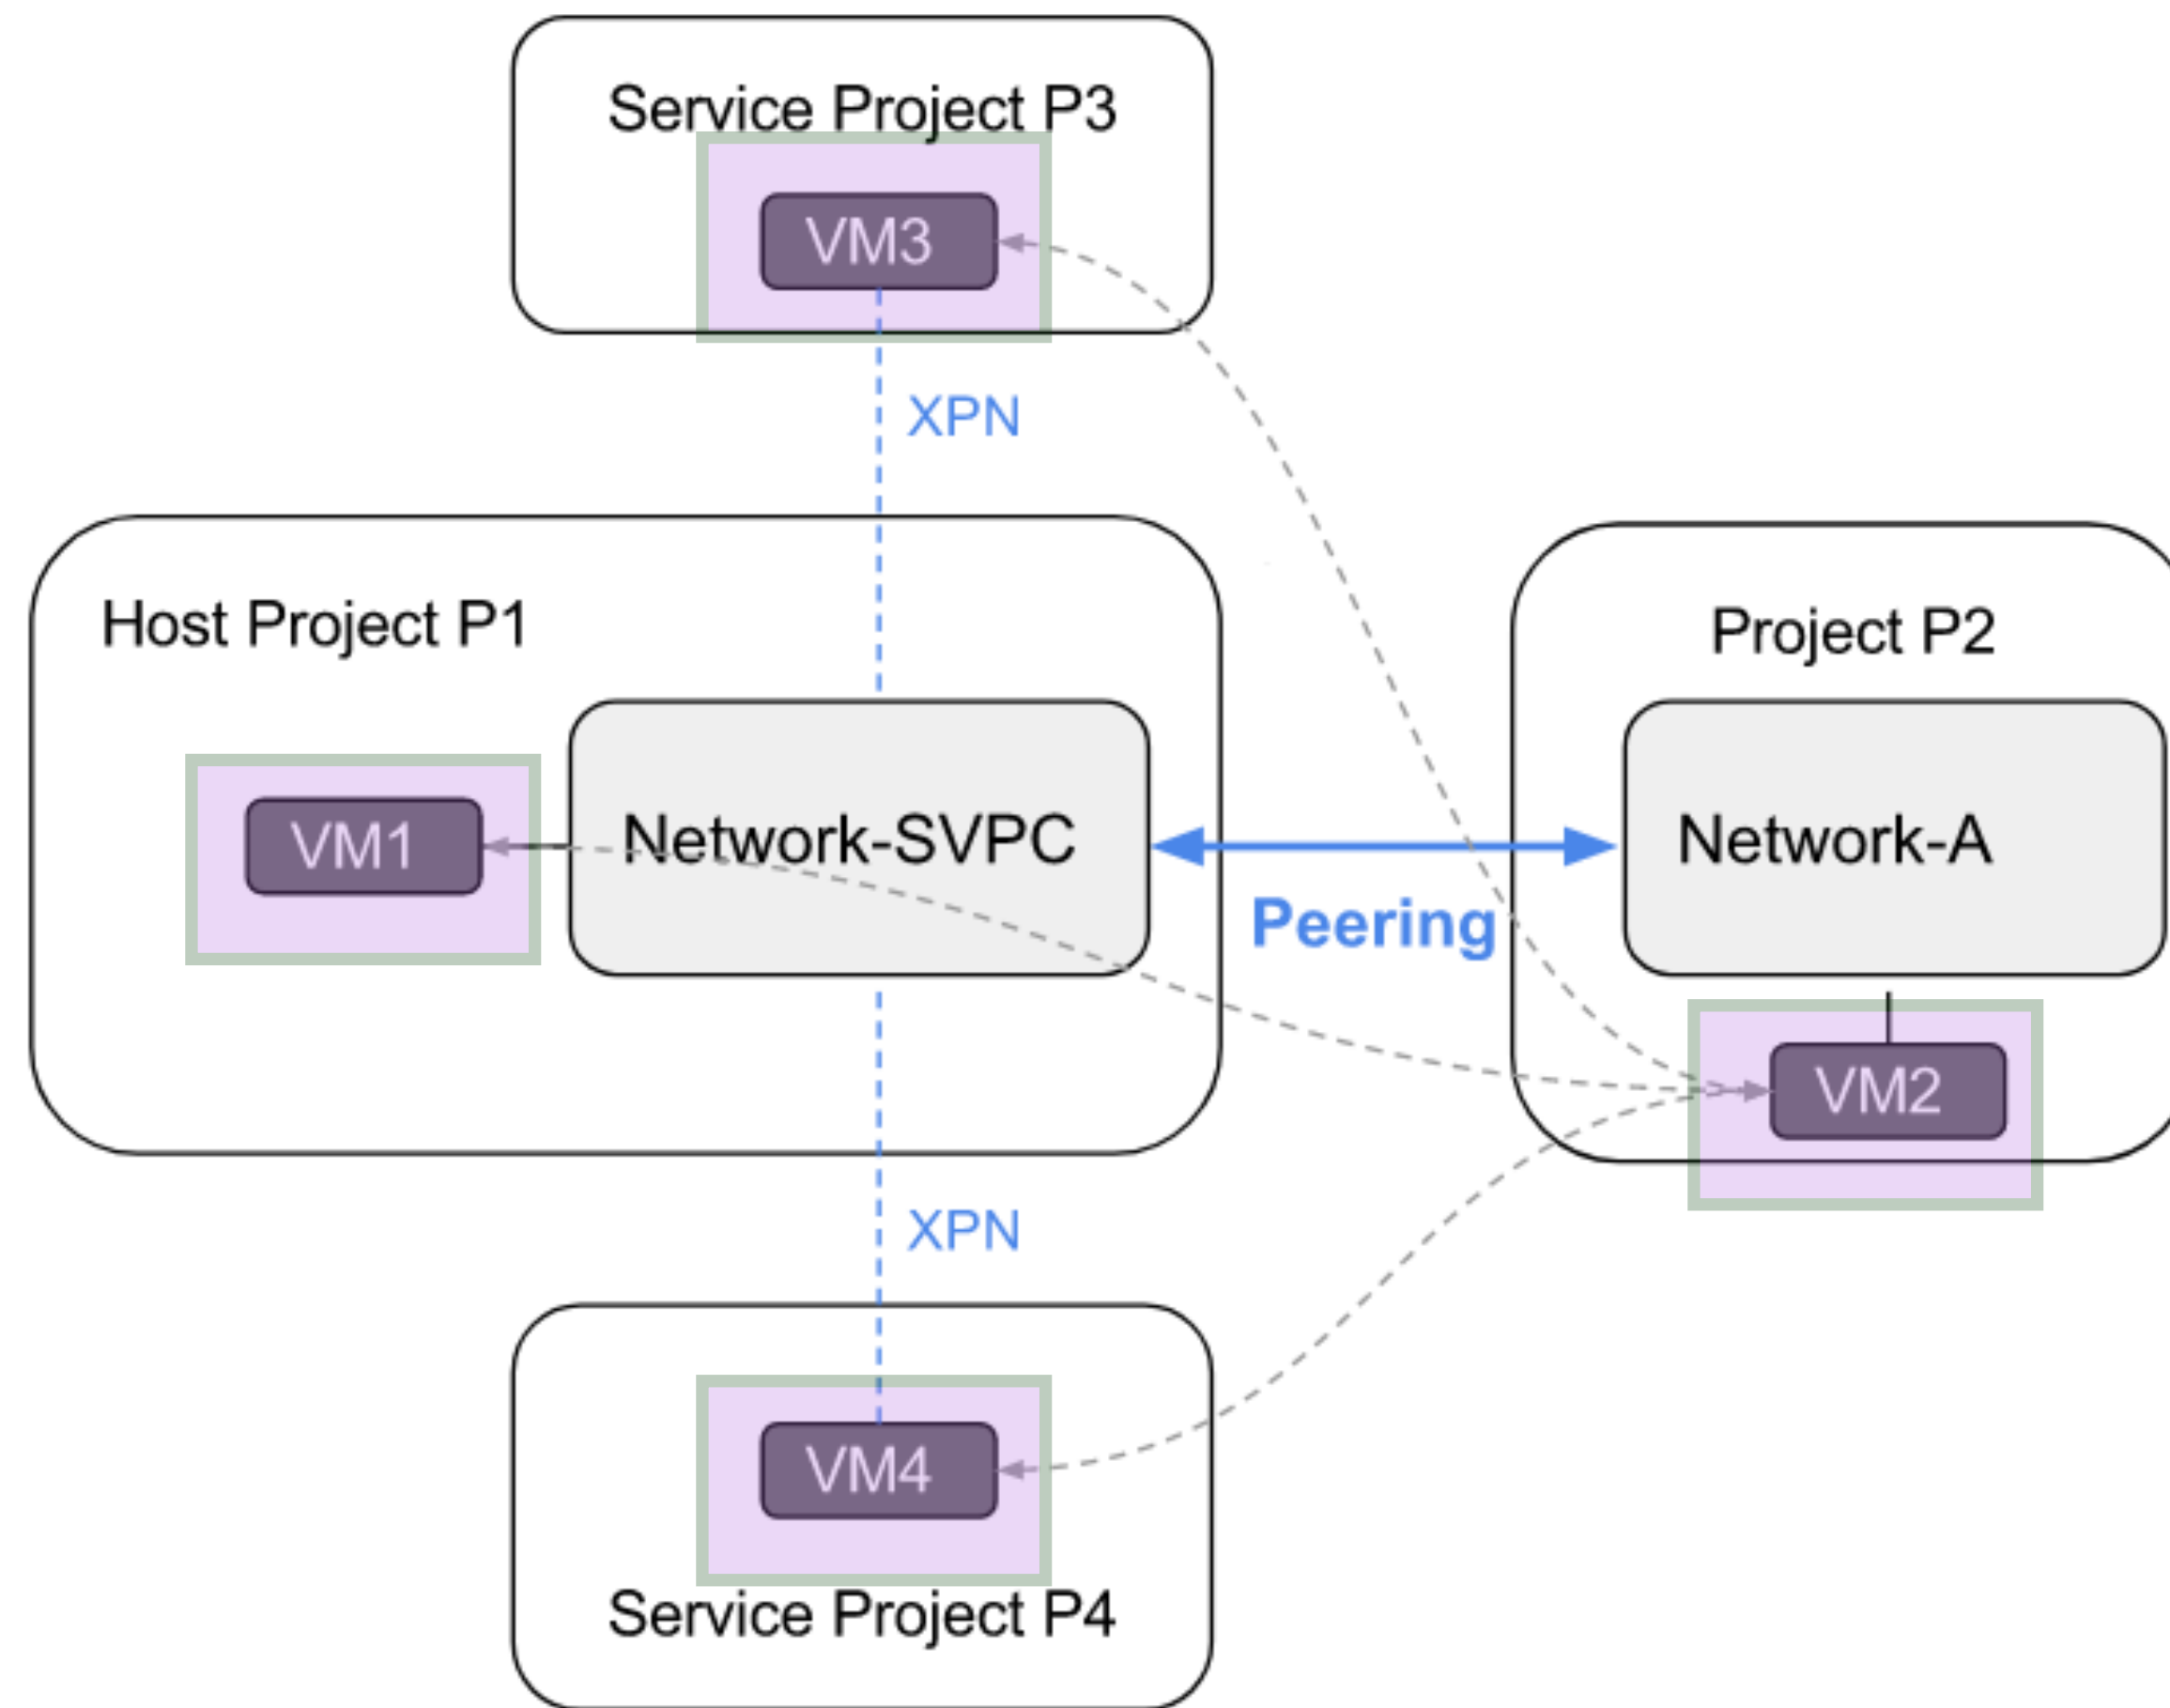 Service Project P3
VM3
XPN
Host Project P1
Project P2
VM1
Network-SVPC
Network-A
Peering
VM2
XPN
VM4
Service Project P4